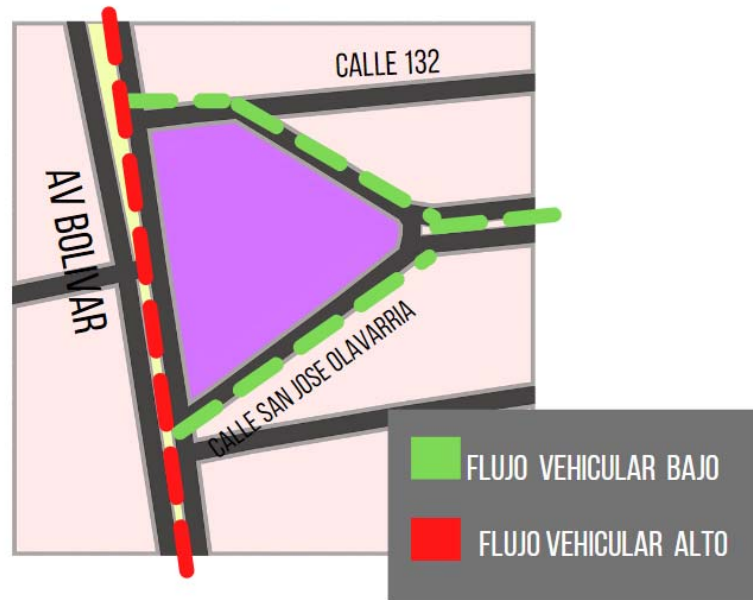 CALLE 132
AV BOLIVAR
CALLE SAN JOSE OLAVARRIA
FLUJO VEHICULAR BAJO
FLUJO VEHICULAR ALTO